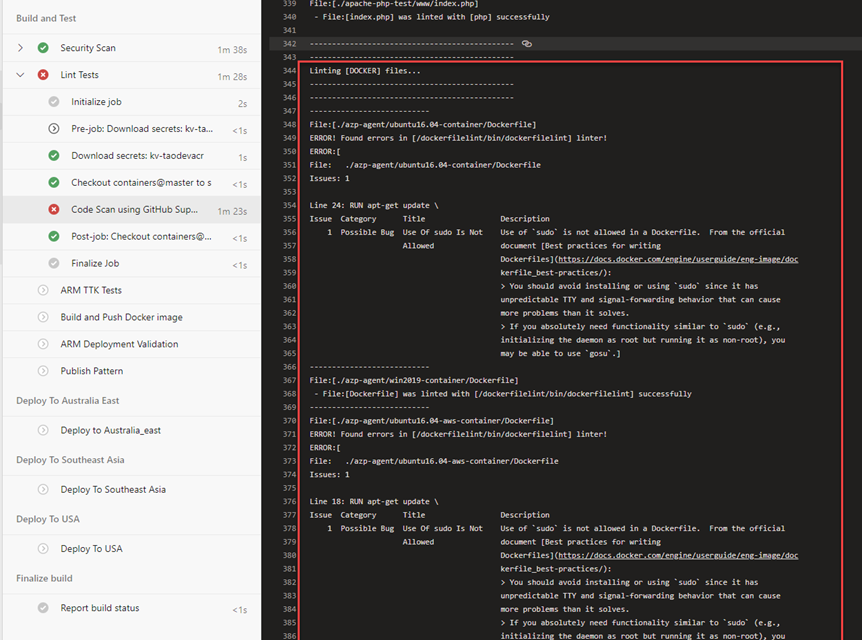 Build and Test
Security Scan 1m 38s
Lint Tests 1m 28s
Initialize job 2s
Pre-job: Download secrets: kv-ta... <1s
Download secrets: kv-taodevacr 1s
Checkout containers@master to s <1s
Code Scan using GitHub Sup... 1m 23s
Post-job: Checkout containers@... <1s
Finalize Job <1s
ARM TTK Tests
Build and Push Docker image
ARM Deployment Validation
Publish Pattern
Deploy To Australia East
Deploy to Australia_east
Deploy To Southeast Asia
Deploy To Southeast Asia
Deploy To USA
Deploy To USA
Finalize build
Report build status <1s
339 File:[./apache-php-test/www/index.php]
340 - File:[index.php] was linted with [php] successfully
341
342 ----------------------------------------------
343 ----------------------------------------------
344 Linting [DOCKER] files...
345 ----------------------------------------------
346 ----------------------------------------------
347 ---------------------------
348 File:[./azp-agent/ubuntu16.04-container/Dockerfile]
349 ERROR! Found errors in [/dockerfilelint/bin/dockerfilelint] linter!
350 ERROR:[
351 File:   ./azp-agent/ubuntu16.04-container/Dockerfile
352 Issues: 1
353
354 Line 24: RUN apt-get update \
355 Issue  Category      Title              Description
356     1  Possible Bug  Use Of sudo Is Not    Use of `sudo` is not allowed in a Dockerfile.  From the official
357                      Allowed            document [Best practices for writing
358 Dockerfiles](https://docs.docker.com/engine/userguide/eng-image/doc
359 kerfile_best-practices/):
360 > You should avoid installing or using `sudo` since it has
361 unpredictable TTY and signal-forwarding behavior that can cause
362 more problems than it solves.
363 > If you absolutely need functionality similar to `sudo` (e.g.,
364 initializing the daemon as root but running it as non-root), you
365 may be able to use `gosu`.]
366 ---------------------------
367 File:[./azp-agent/win2019-container/Dockerfile]
368 - File:[Dockerfile] was linted with [/dockerfilelint/bin/dockerfilelint] successfully
369 ---------------------------
370 File:[./azp-agent/ubuntu16.04-aws-container/Dockerfile]
371 ERROR! Found errors in [/dockerfilelint/bin/dockerfilelint] linter!
372 ERROR:[
373 File:   ./azp-agent/ubuntu16.04-aws-container/Dockerfile
374 Issues: 1
375
376 Line 18: RUN apt-get update \
377 Issue  Category      Title              Description
378     1  Possible Bug  Use Of sudo Is Not    Use of `sudo` is not allowed in a Dockerfile.  From the official
379                      Allowed            document [Best practices for writing
380 Dockerfiles](https://docs.docker.com/engine/userguide/eng-image/doc
381 kerfile_best-practices/):
382 > You should avoid installing or using `sudo` since it has
383 unpredictable TTY and signal-forwarding behavior that can cause
384 more problems than it solves.
385 > If you absolutely need functionality similar to `sudo` (e.g.,
386 initializing the daemon as root but running it as non-root), you